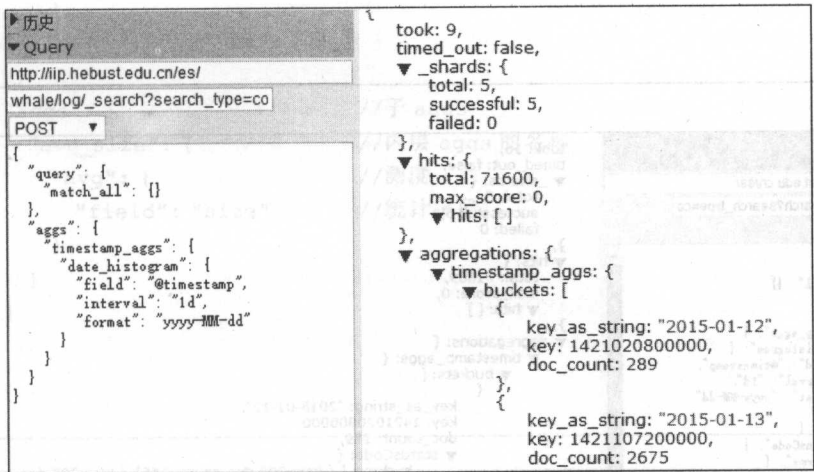 ▶历史
▼Query
http://iip.hebust.edu.cn/es/
whale/log/_search?search_type=co
POST ▼
{
"query": {
"match_all": {}
},
"aggs": {
"timestamp_aggs": {
"date_histogram": {
"field": "@timestamp",
"interval": "1d",
"format": "yyyy-MM-dd"
}
}
}
}
{
took: 9,
timed_out: false,
▼ _shards: {
total: 5,
successful: 5,
failed: 0
},
▼ hits: {
total: 71600,
max_score: 0,
▼ hits: [ ]
},
▼ aggregations: {
▼ timestamp_aggs: {
▼ buckets: [
{
key_as_string: "2015-01-12",
key: 1421020800000,
doc_count: 289
},
{
key_as_string: "2015-01-13",
key: 1421107200000,
doc_count: 2675